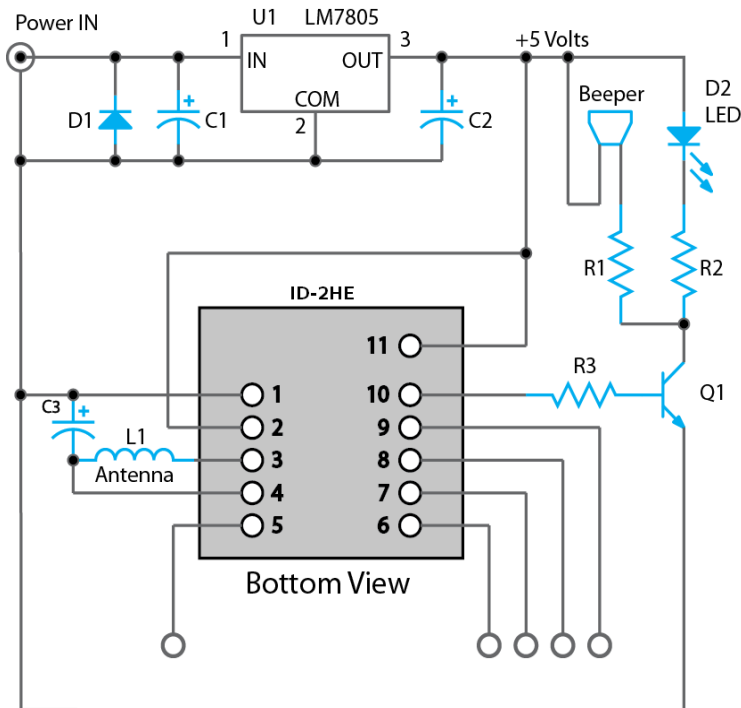 Power IN
U1 LM7805
1
IN
OUT
3
COM
2
+5 Volts
D1
C1
C2
Beeper
D2
LED
R1
R2
ID-2HE
11
1
10
R3
Q1
C3
+
2
9
L1
3
8
Antenna
4
7
5
6
Bottom View
+
+